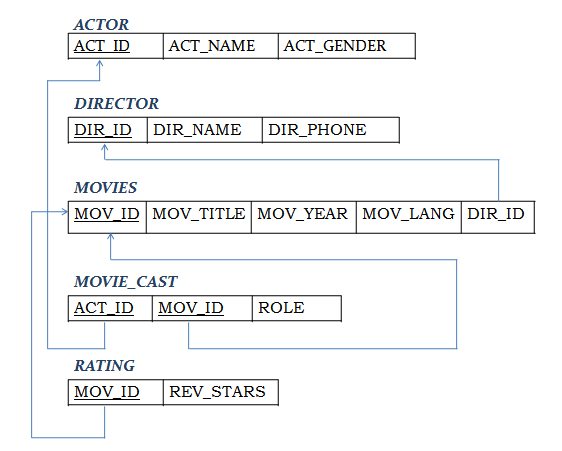 ACTOR
ACT_ID ACT_NAME ACT_GENDER
DIRECTOR
DIR_ID DIR_NAME DIR_PHONE
MOVIES
MOV_ID MOV_TITLE MOV_YEAR MOV_LANG DIR_ID
MOVIE_CAST
ACT_ID MOV_ID ROLE
RATING
MOV_ID REV_STARS